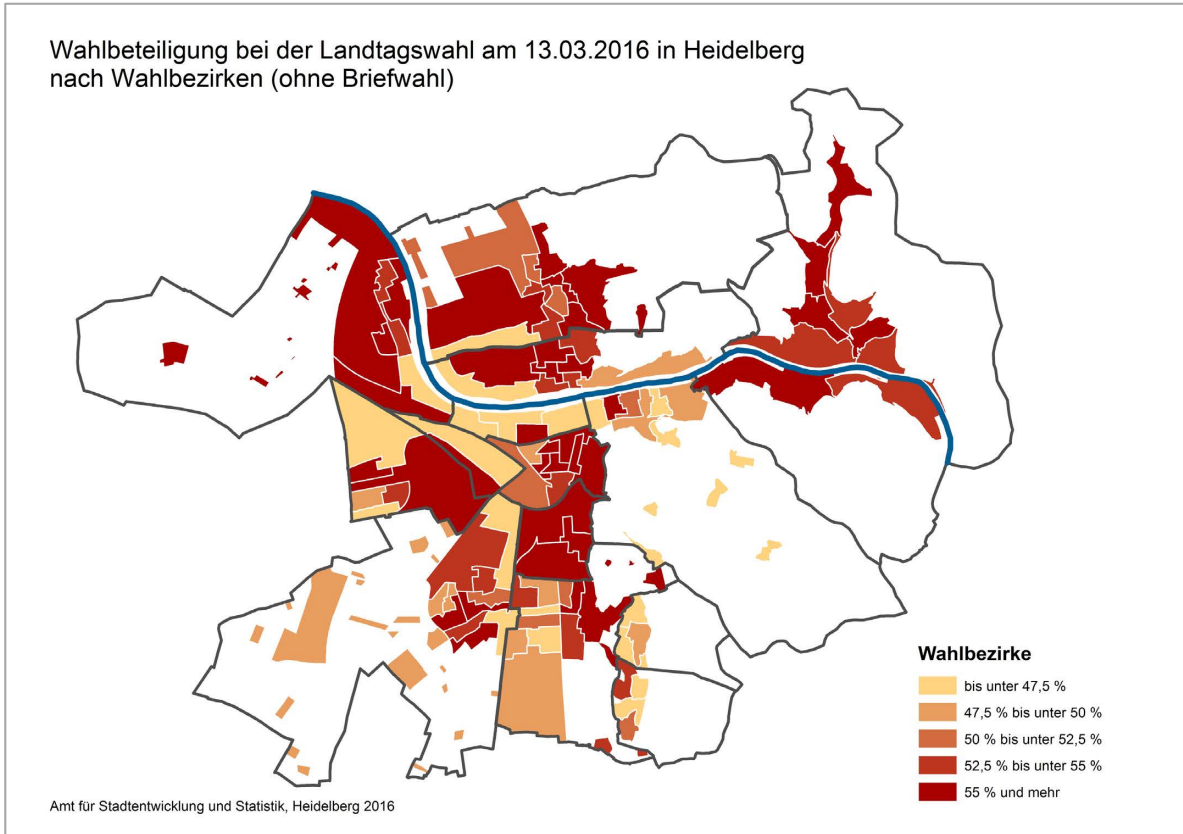 Wahlbeteiligung bei der Landtagswahl am 13.03.2016 in Heidelberg
nach Wahlbezirken (ohne Briefwahl)
Wahlbezirke
bis unter 47,5 %
47,5 % bis unter 50 %
50 % bis unter 52,5 %
52,5 % bis unter 55 %
55 % und mehr
Amt für Stadtentwicklung und Statistik, Heidelberg 2016